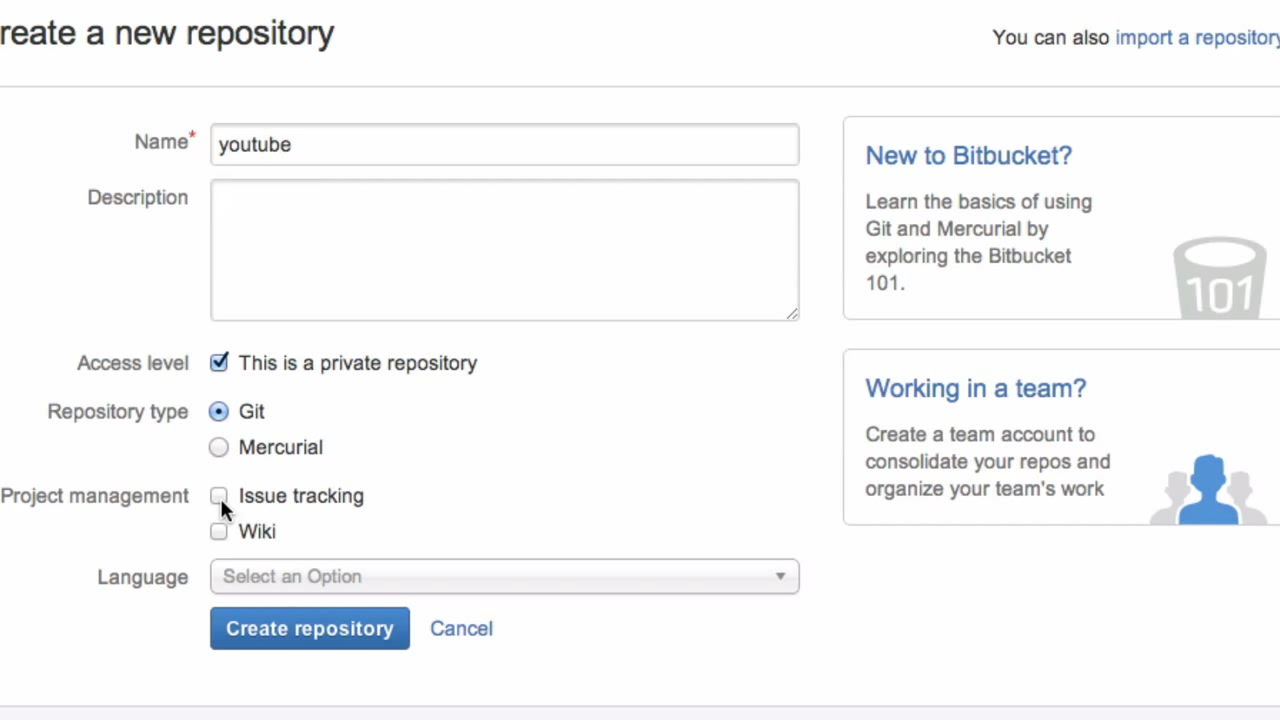 reate a new repository
You can also import a repository
Name*
youtube
Description
Access level
This is a private repository
Repository type
Git
Mercurial
Project management
Issue tracking
Wiki
Language
Select an Option
Create repository
Cancel
New to Bitbucket?
Learn the basics of using
Git and Mercurial by
exploring the Bitbucket
101.
101
Working in a team?
Create a team account to
consolidate your repos and
organize your team's work